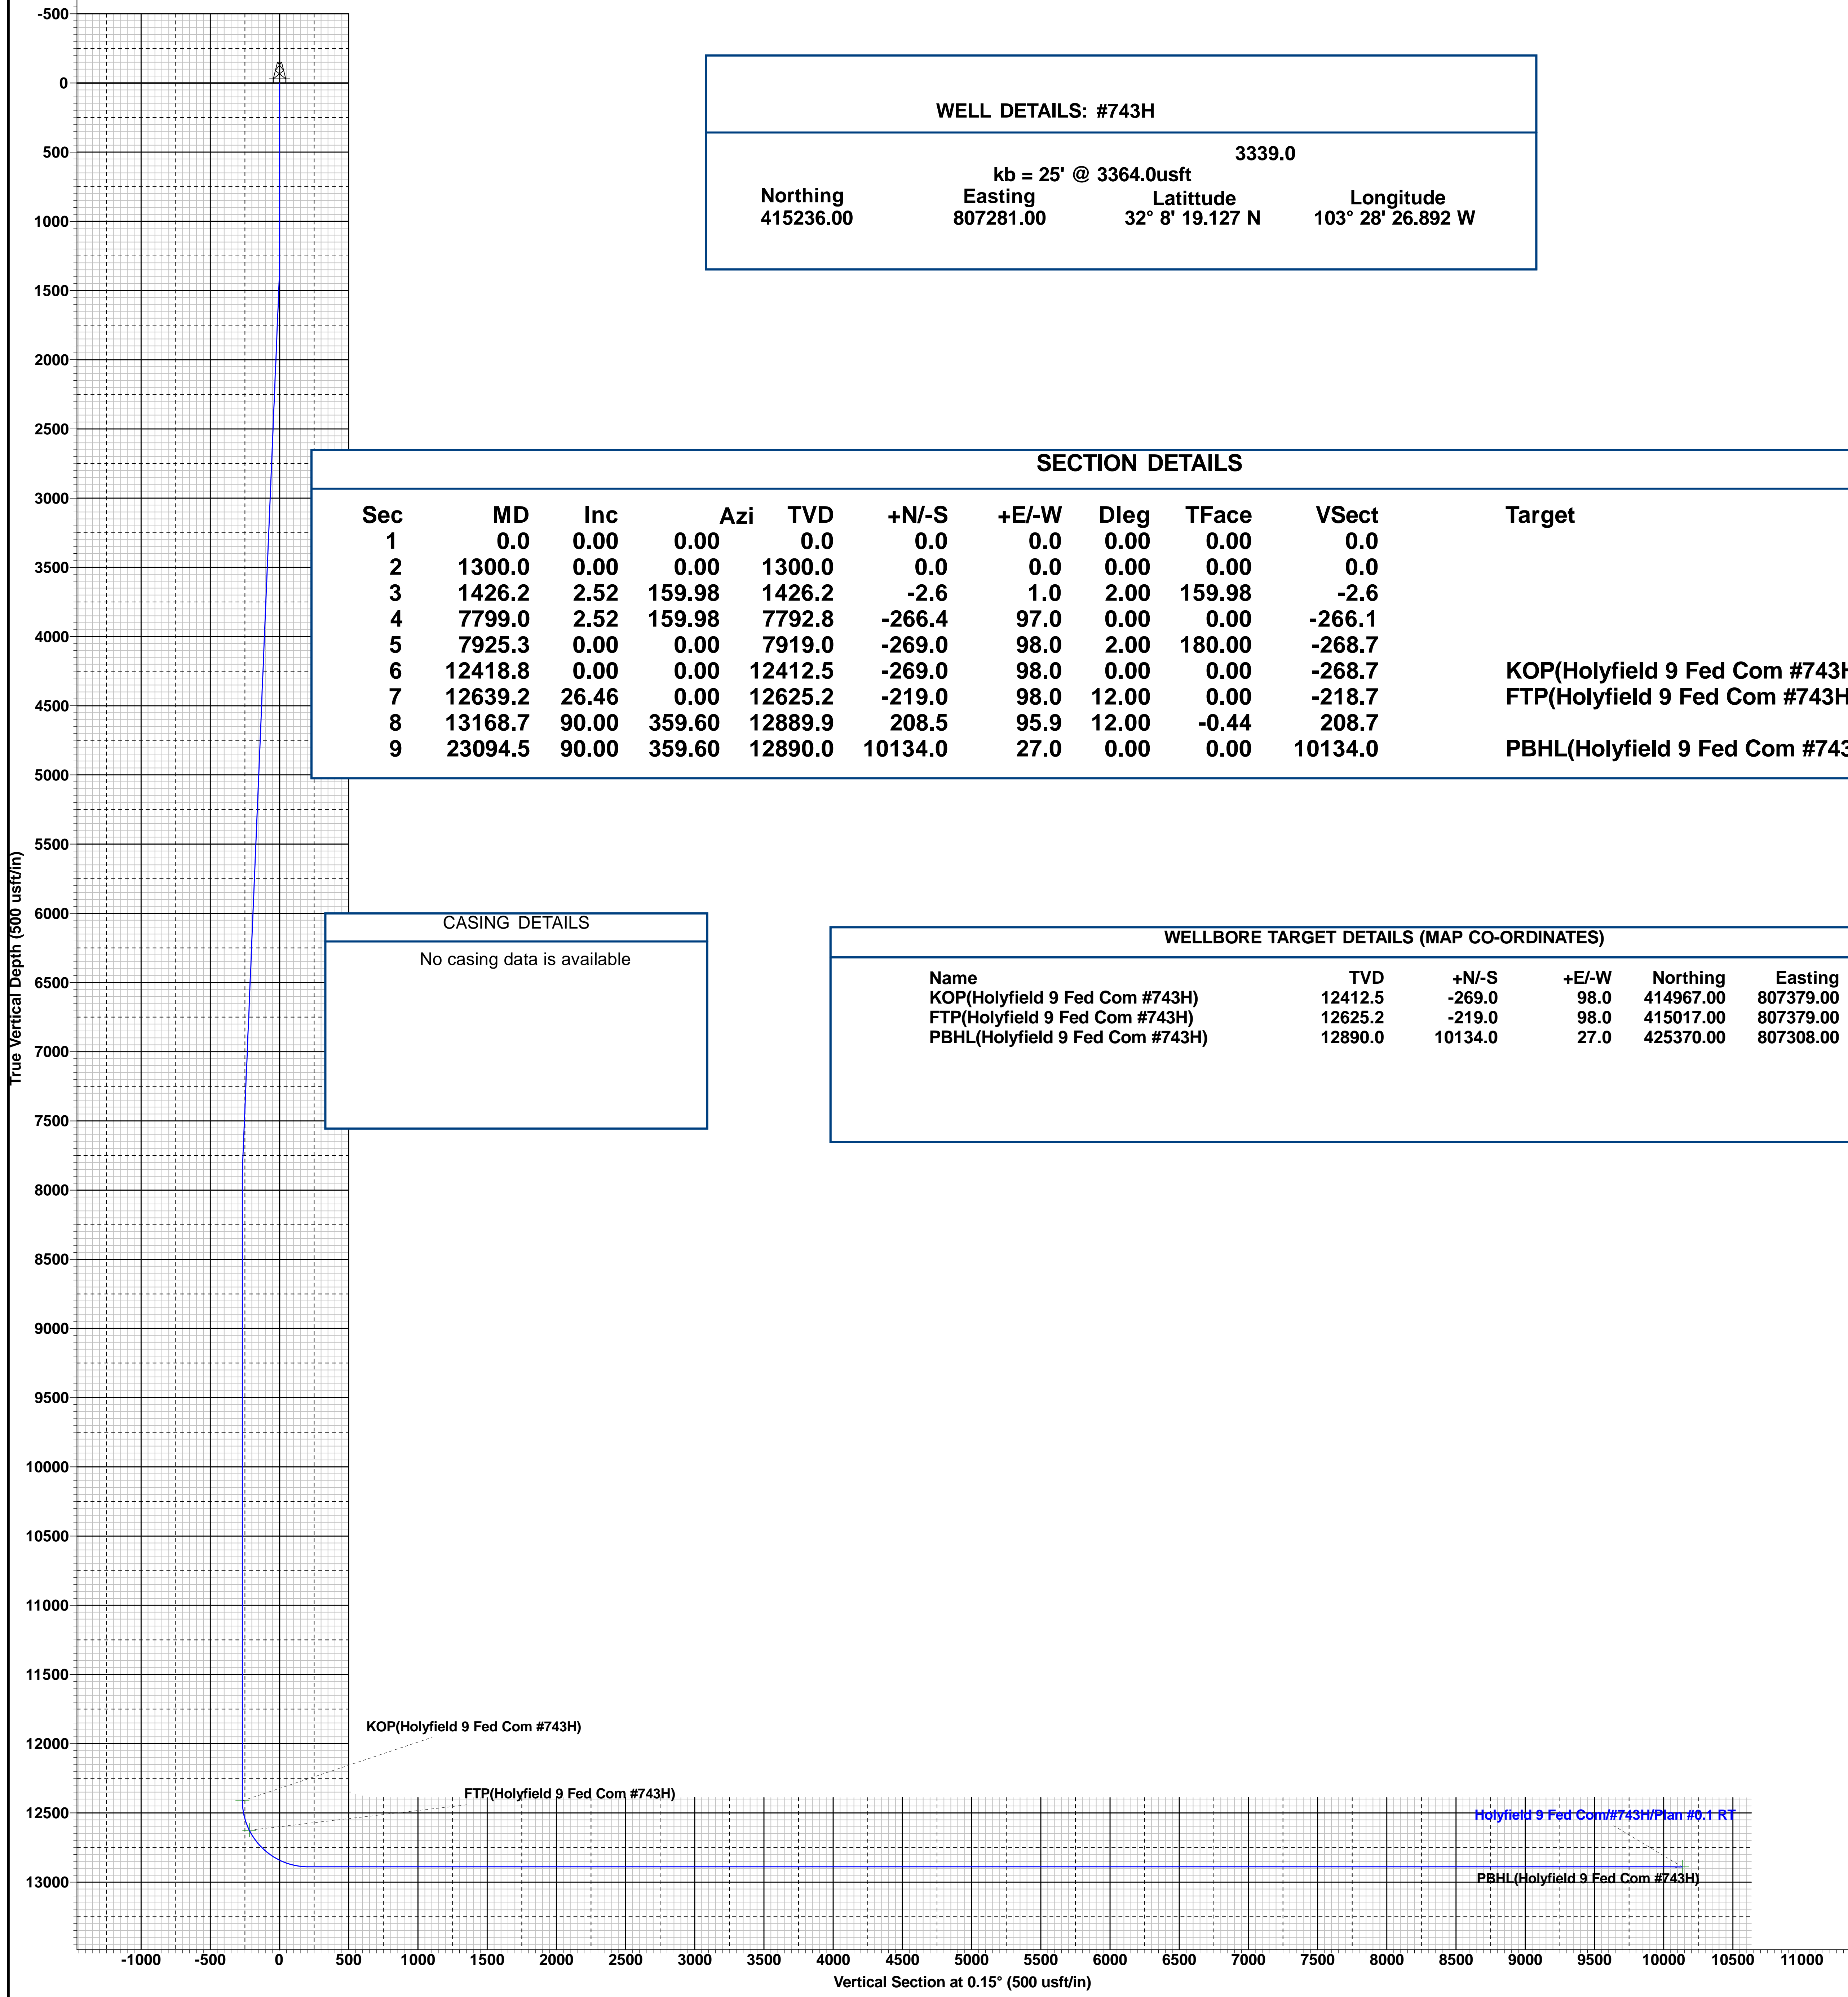 WELL DETAILS: #743H
3339.0
kb = 25' @ 3364.0usft
Northing Easting Latittude Longitude
415236.00 807281.00 32° 8' 19.127 N 103° 28' 26.892 W
SECTION DETAILS
Sec MD Inc Azi TVD +N/-S +E/-W Dleg TFace VSect Target
1 0.0 0.00 0.00 0.0 0.0 0.0 0.00 0.00 0.0
2 1300.0 0.00 0.00 1300.0 0.0 0.0 0.00 0.00 0.0
3 1426.2 2.52 159.98 1426.2 -2.6 1.0 2.00 159.98 -2.6
4 7799.0 2.52 159.98 7792.8 -266.4 97.0 0.00 0.00 -266.1
5 7925.3 0.00 0.00 7919.0 -269.0 98.0 2.00 180.00 -268.7
6 12418.8 0.00 0.00 12412.5 -269.0 98.0 0.00 0.00 -268.7 KOP(Holyfield 9 Fed Com #743H
7 12639.2 26.46 0.00 12625.2 -219.0 98.0 12.00 0.00 -218.7 FTP(Holyfield 9 Fed Com #743H
8 13168.7 90.00 359.60 12889.9 208.5 95.9 12.00 -0.44 208.7
9 23094.5 90.00 359.60 12890.0 10134.0 27.0 0.00 0.00 10134.0 PBHL(Holyfield 9 Fed Com #743
CASING DETAILS
No casing data is available
WELLBORE TARGET DETAILS (MAP CO-ORDINATES)
Name TVD +N/-S +E/-W Northing Easting
KOP(Holyfield 9 Fed Com #743H) 12412.5 -269.0 98.0 414967.00 807379.00
FTP(Holyfield 9 Fed Com #743H) 12625.2 -219.0 98.0 415017.00 807379.00
PBHL(Holyfield 9 Fed Com #743H) 12890.0 10134.0 27.0 425370.00 807308.00
True Vertical Depth (500 usft/in)
-500
0
500
1000
1500
2000
2500
3000
3500
4000
4500
5000
5500
6000
6500
7000
7500
8000
8500
9000
9500
10000
10500
11000
11500
12000
12500
13000
KOP(Holyfield 9 Fed Com #743H)
FTP(Holyfield 9 Fed Com #743H)
Holyfield 9 Fed Com/#743H/Plan #0.1 RT
PBHL(Holyfield 9 Fed Com #743H)
-1000 -500 0 500 1000 1500 2000 2500 3000 3500 4000 4500 5000 5500 6000 6500 7000 7500 8000 8500 9000 9500 10000 10500 11000
Vertical Section at 0.15° (500 usft/in)